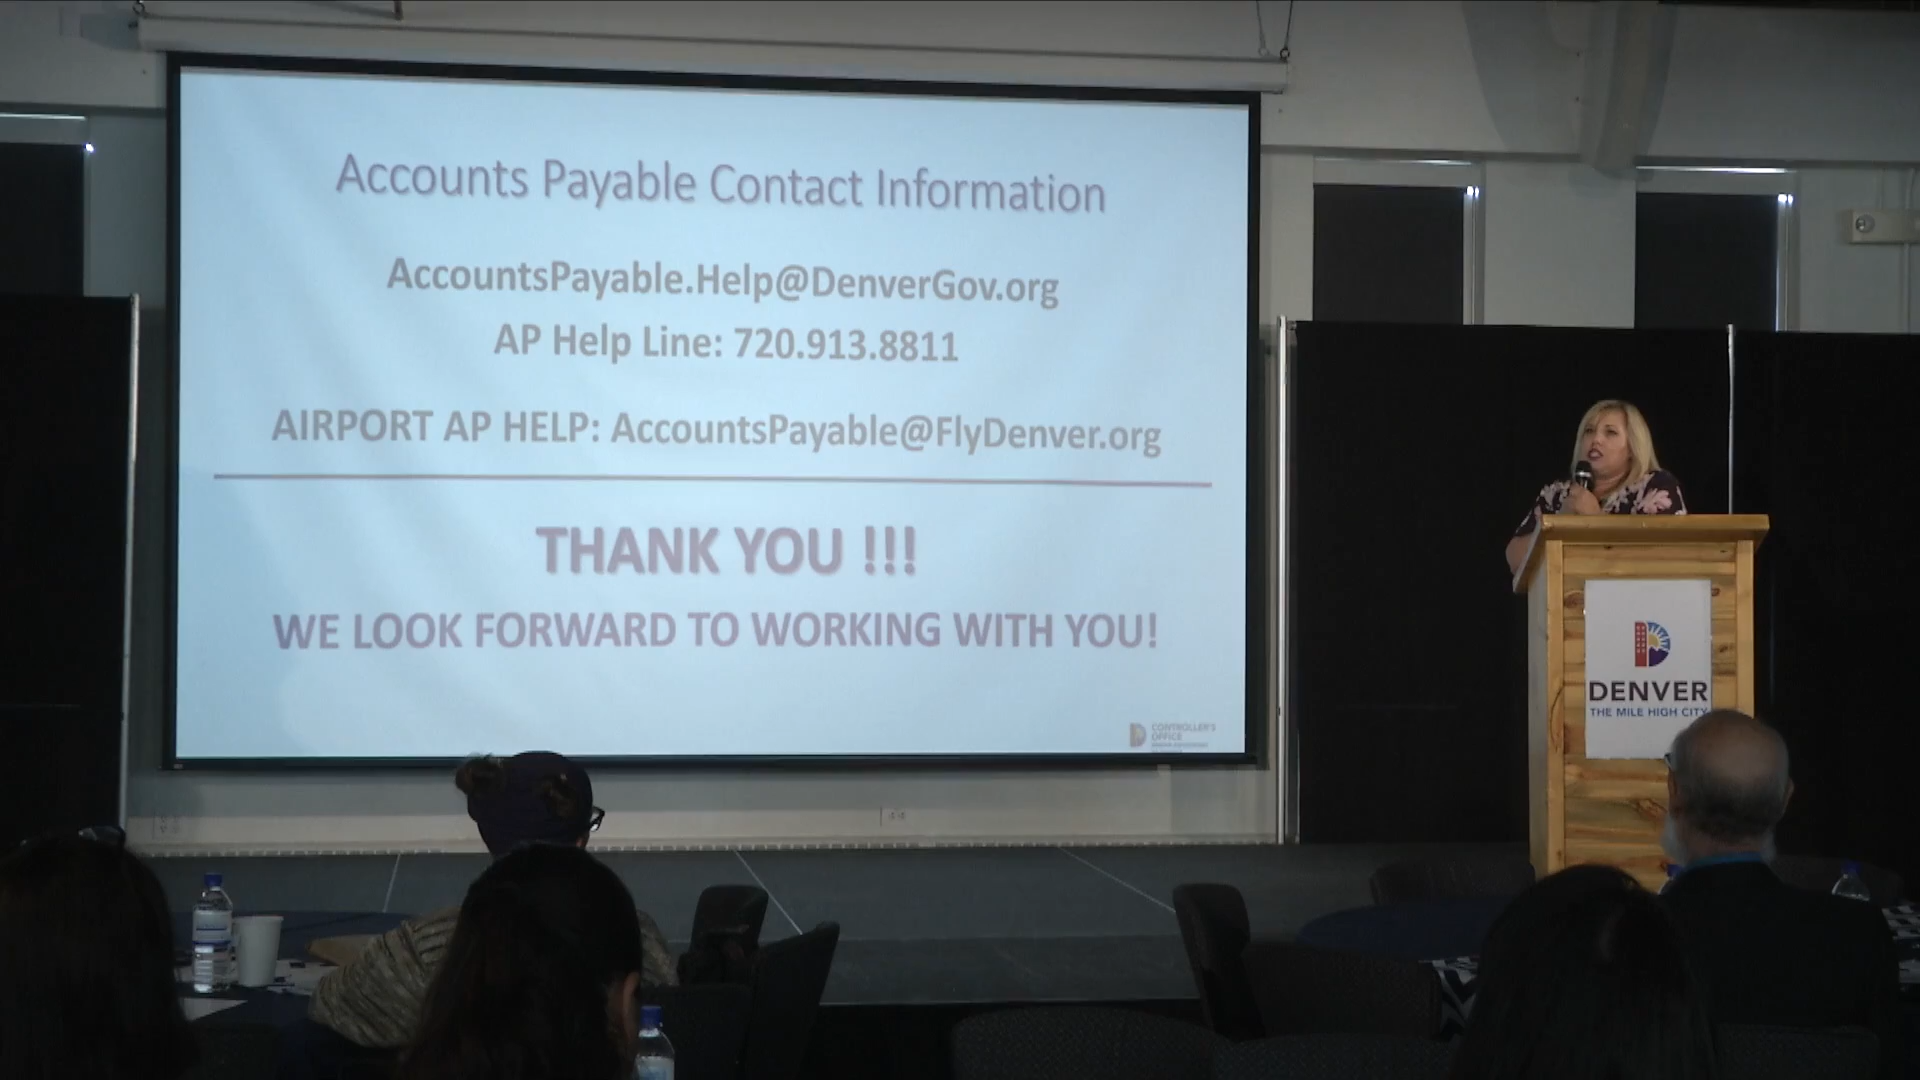 Accounts Payable Contact Information
AccountsPayable.Help@DenverGov.org
AP Help Line: 720.913.8811
AIRPORT AP HELP: AccountsPayable@FlyDenver.org
THANK YOU !!!
WE LOOK FORWARD TO WORKING WITH YOU!
CONTROLLER'S
OFFICE
DENVER
THE MILE HIGH CITY